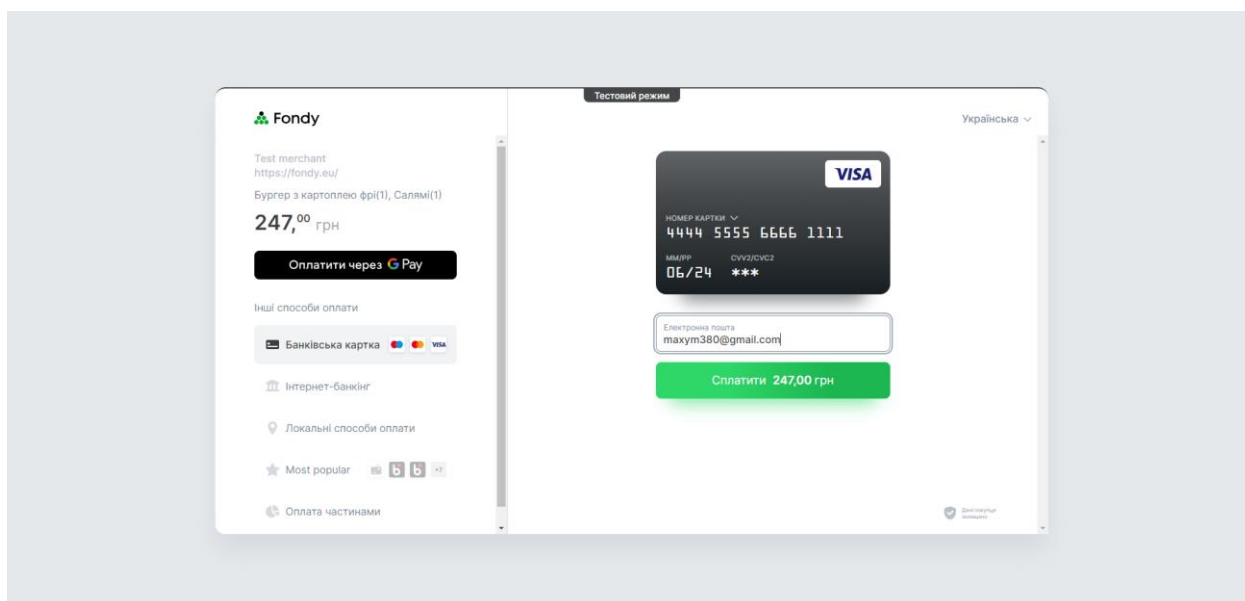 Тестовий режим
Fondy
Українська
Test merchant
https://fondy.eu/
Бургер з картоплею фрі(1), Салямі(1)
247,00 грн
Оплатити через G Pay
Інші способи оплати
Банківська картка VISA
Інтернет-банкінг
Локальні способи оплати
Most popular +7
Оплата частинами
VISA
НОМЕР КАРТКИ
4444 5555 6666 1111
ММ/РР CVV2/CVC2
06/24 ***
Електронна пошта
maxym380@gmail.com
Сплатити 247,00 грн